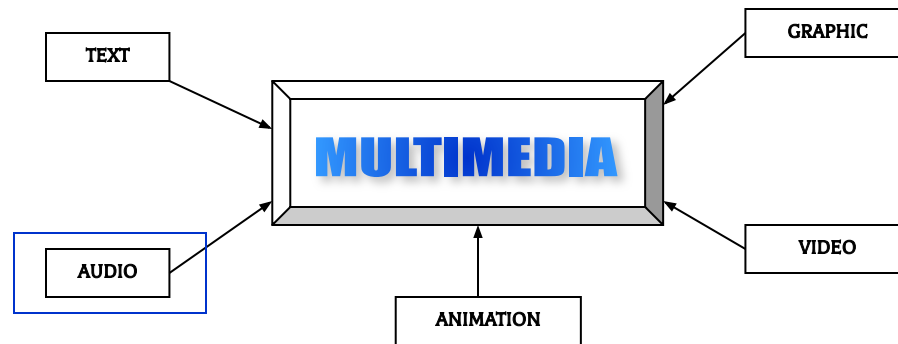 GRAPHIC
TEXT
MULTIMEDIA
VIDEO
AUDIO
ANIMATION